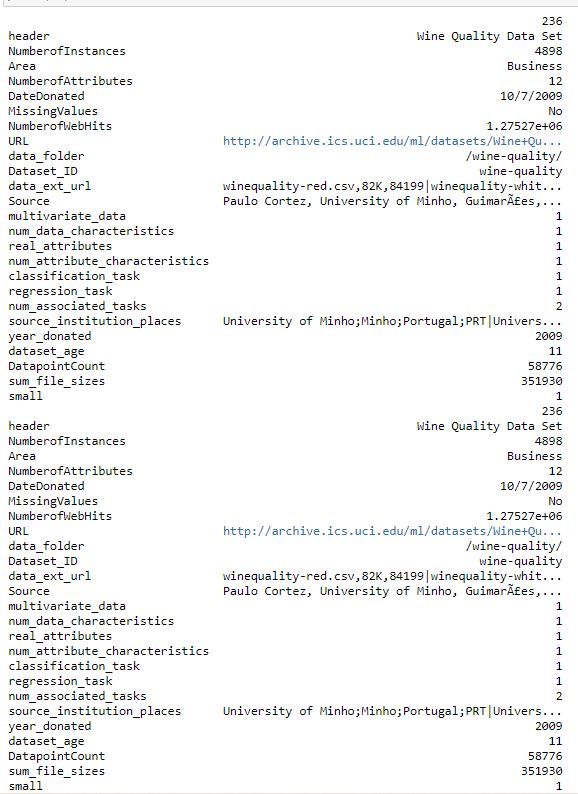 236
header Wine Quality Data Set
NumberofInstances 4898
Area Business
NumberofAttributes 12
DateDonated 10/7/2009
MissingValues No
NumberofWebHits 1.27527e+06
URL http://archive.ics.uci.edu/ml/datasets/Wine+Qu...
data_folder /wine-quality/
Dataset_ID wine-quality
data_ext_url winequality-red.csv,82K,84199|winequality-whit...
Source Paulo Cortez, University of Minho, GuimarÃ£es,...
multivariate_data 1
num_data_characteristics 1
real_attributes 1
num_attribute_characteristics 1
classification_task 1
regression_task 1
num_associated_tasks 2
source_institution_places University of Minho;Minho;Portugal;PRT|Univers...
year_donated 2009
dataset_age 11
DatapointCount 58776
sum_file_sizes 351930
small 1
236
header Wine Quality Data Set
NumberofInstances 4898
Area Business
NumberofAttributes 12
DateDonated 10/7/2009
MissingValues No
NumberofWebHits 1.27527e+06
URL http://archive.ics.uci.edu/ml/datasets/Wine+Qu...
data_folder /wine-quality/
Dataset_ID wine-quality
data_ext_url winequality-red.csv,82K,84199|winequality-whit...
Source Paulo Cortez, University of Minho, GuimarÃ£es,...
multivariate_data 1
num_data_characteristics 1
real_attributes 1
num_attribute_characteristics 1
classification_task 1
regression_task 1
num_associated_tasks 2
source_institution_places University of Minho;Minho;Portugal;PRT|Univers...
year_donated 2009
dataset_age 11
DatapointCount 58776
sum_file_sizes 351930
small 1